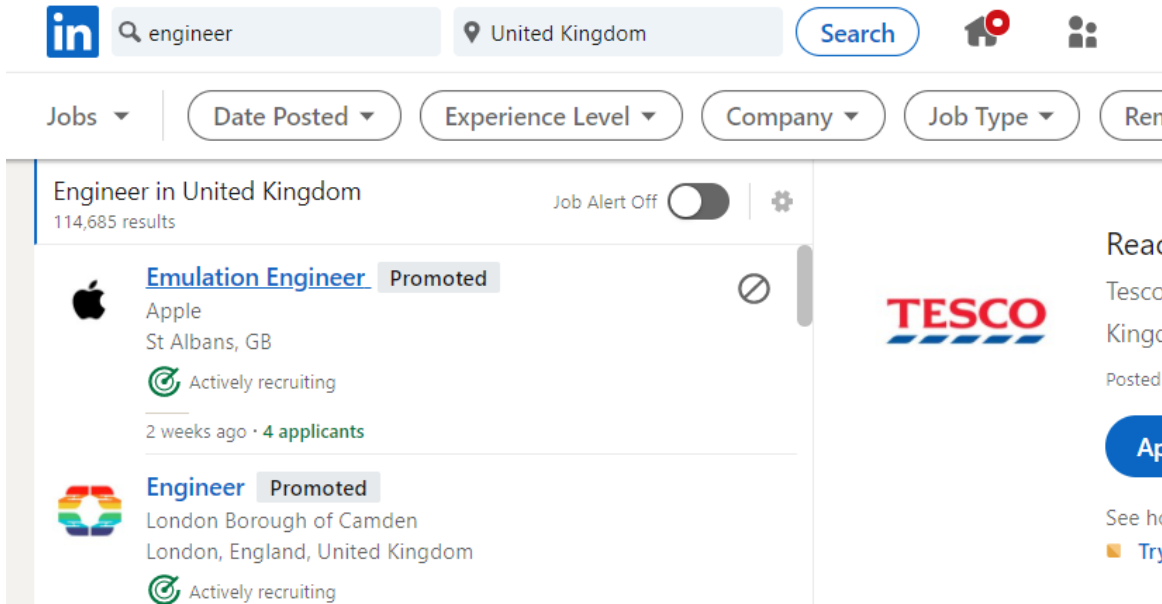 in engineer United Kingdom Search
Jobs Date Posted Experience Level Company Job Type
Engineer in United Kingdom
114,685 results
Job Alert Off
Emulation Engineer Promoted
Apple
St Albans, GB
Actively recruiting
2 weeks ago · 4 applicants
Engineer Promoted
London Borough of Camden
London, England, United Kingdom
Actively recruiting
TESCO
Tesco
Posted
See
Try